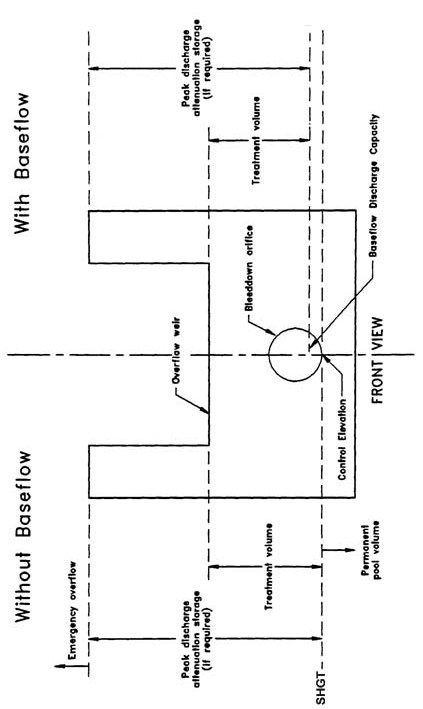 Without Baseflow
With Baseflow
Emergency overflow
Peak discharge
attenuation storage
(if required)
Treatment volume
SHGT
Permanent
pool volume
Overflow weir
Bleeddown orifice
Control Elevation
Baseflow Discharge Capacity
Peak discharge
attenuation storage
(if required)
Treatment volume
FRONT VIEW